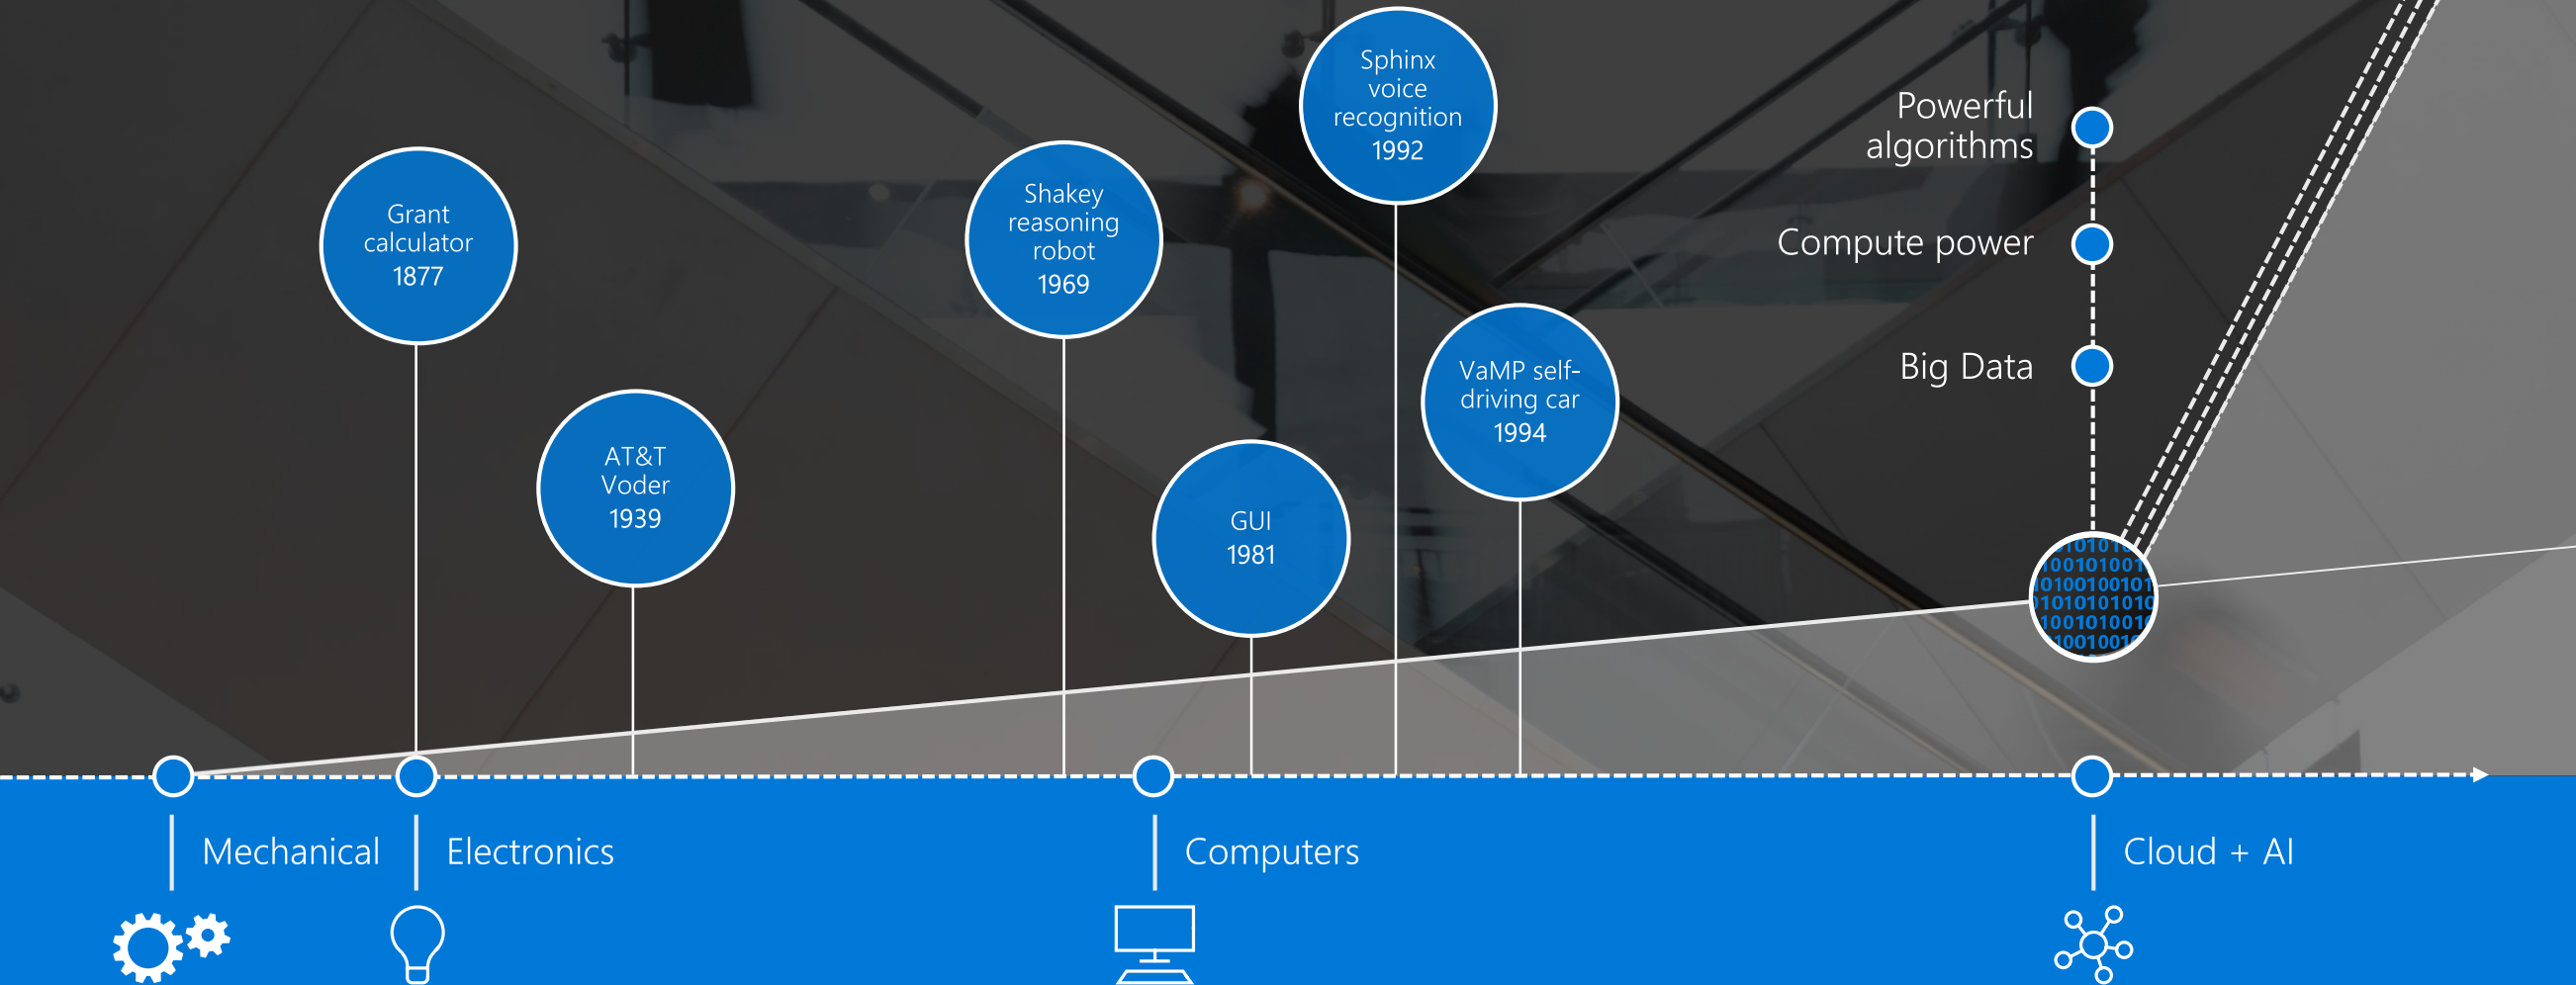 Sphinx
voice
recognition
1992
Powerful
algorithms
Grant
calculator
1877
Shakey
reasoning
robot
1969
Compute power
VaMP self-
driving car
1994
Big Data
AT&T
Voder
1939
GUI
1981
Mechanical
Electronics
Computers
Cloud + AI